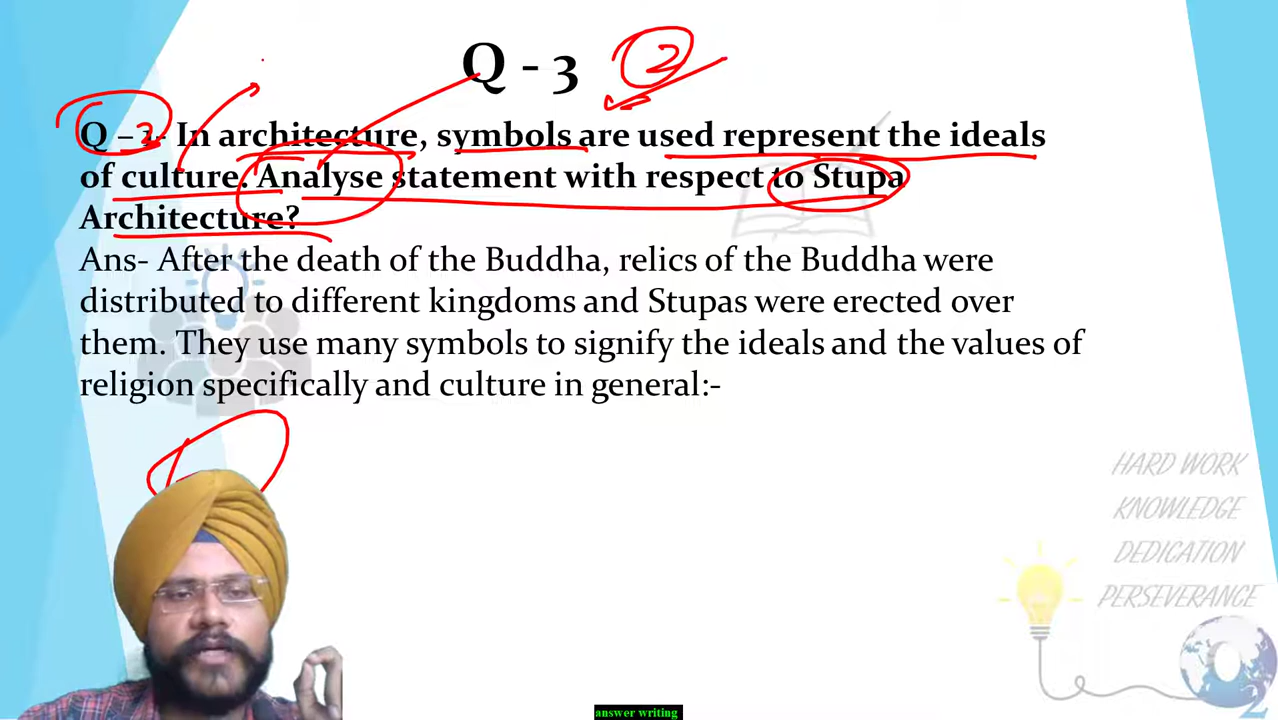 Q - 3 2
Q – 2- In architecture, symbols are used represent the ideals
of culture. Analyse statement with respect to Stupa
Architecture?
Ans- After the death of the Buddha, relics of the Buddha were
distributed to different kingdoms and Stupas were erected over
them. They use many symbols to signify the ideals and the values of
religion specifically and culture in general:-
HARD WORK
KNOWLEDGE
DEDICATION
PERSEVERANCE
O2
answer writing